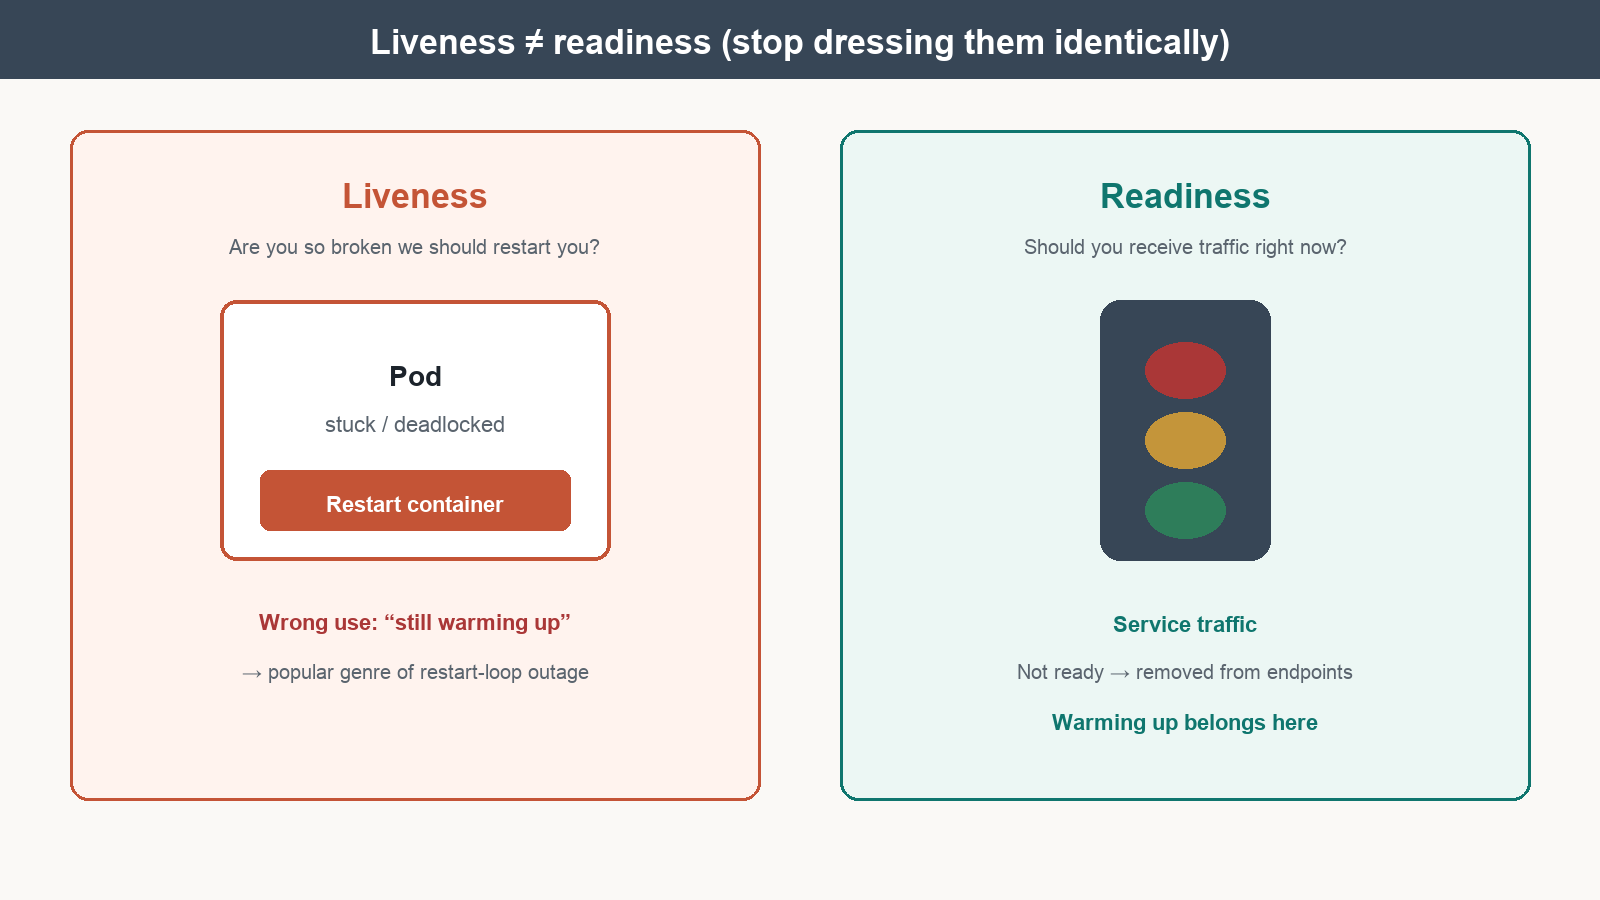 Liveness ≠ readiness (stop dressing them identically)
Liveness
Are you so broken we should restart you?
Pod
stuck / deadlocked
Restart container
Wrong use: “still warming up”
→ popular genre of restart-loop outage
Readiness
Should you receive traffic right now?
Service traffic
Not ready → removed from endpoints
Warming up belongs here